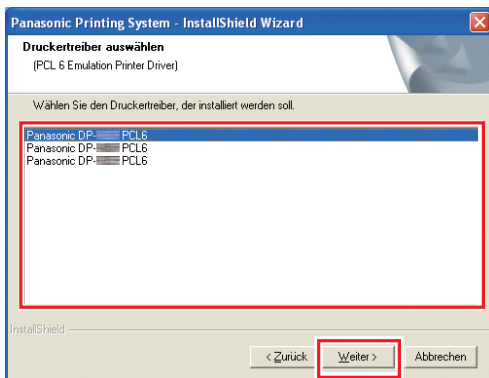 Panasonic Printing System - InstallShield Wizard
Druckertreiber auswählen
(PCL 6 Emulation Printer Driver)
Wählen Sie den Druckertreiber, der installiert werden soll.
Panasonic DP- PCL6
Panasonic DP- PCL6
Panasonic DP- PCL6
InstallShield
< Zurück Weiter > Abbrechen